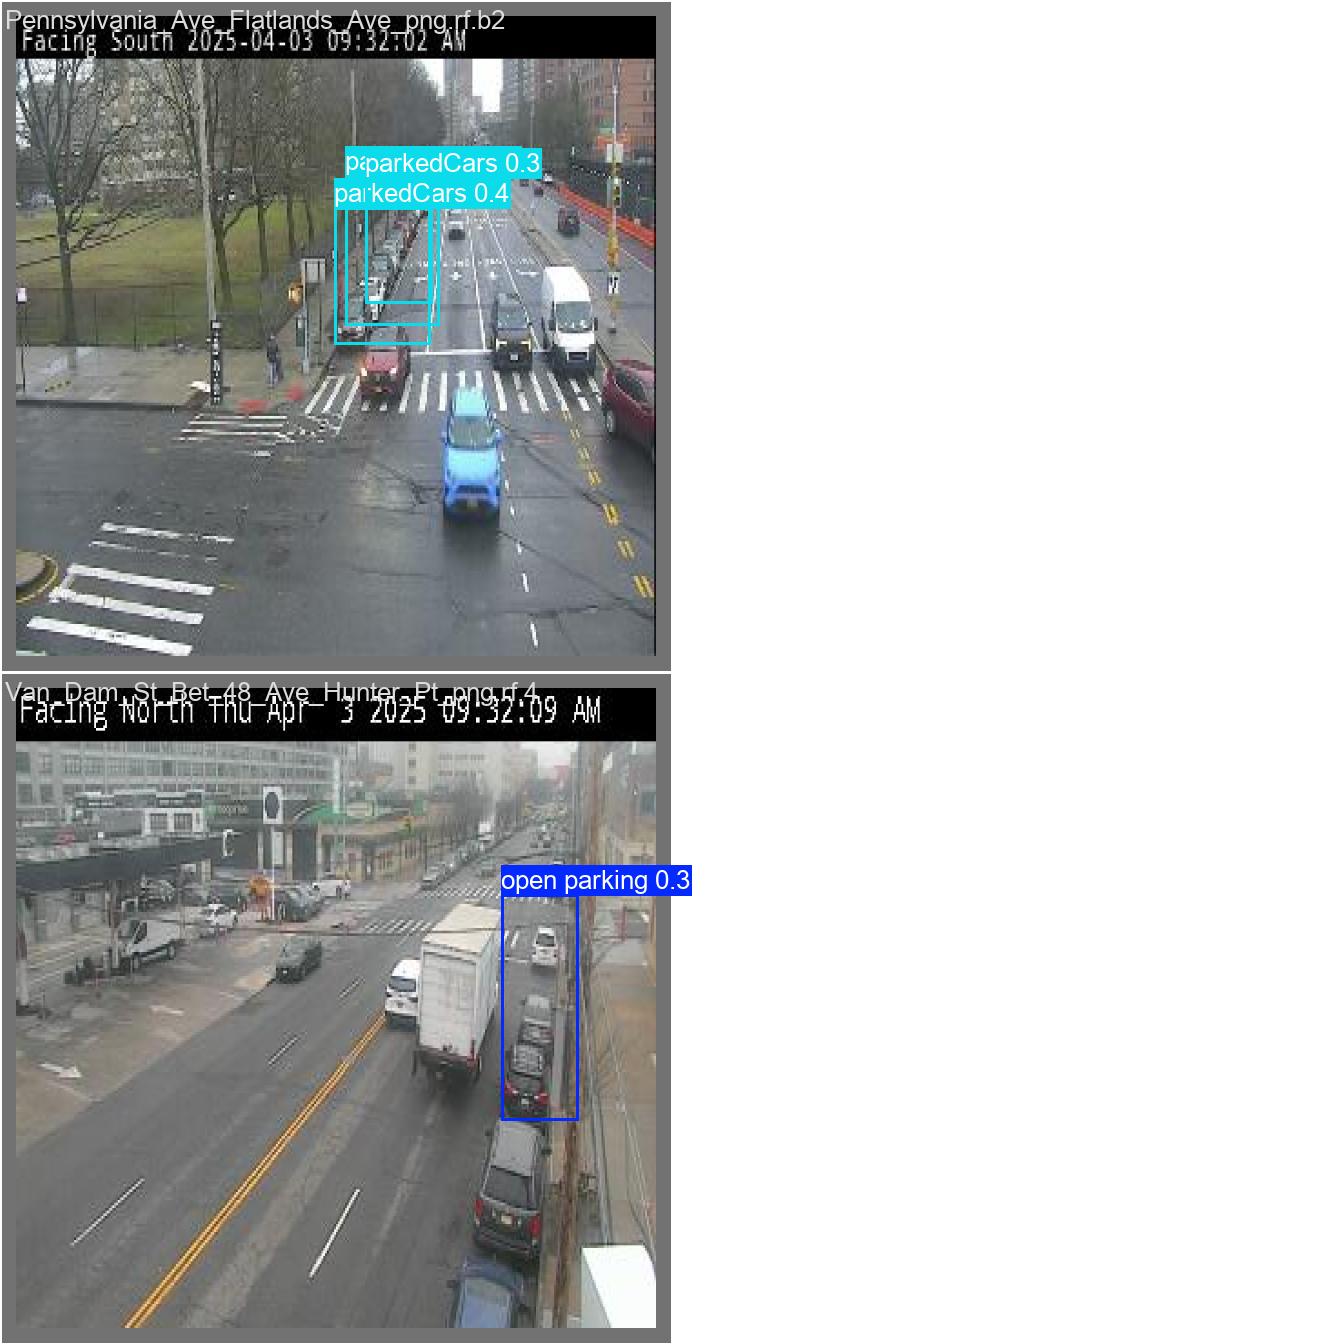 Pennsylvania_Ave_Flatlands_Ave_png.rf.b2
Facing South 2025-04-03 09:32:02 AM
parkedCars 0.3
parkedCars 0.4
Van_Dam_St_Bet_48_Ave_Hunter_Pt_png.rf.4
Facing North Thu Apr 3 2025 09:32:09 AM
open parking 0.3